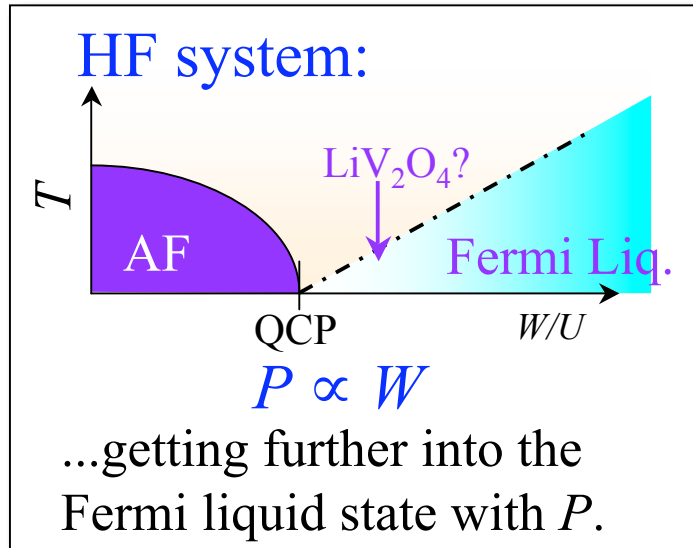 HF system:
LiV₂O₄?
T
AF
Fermi Liq.
QCP
W/U
P ∝ W
...getting further into the
Fermi liquid state with P.